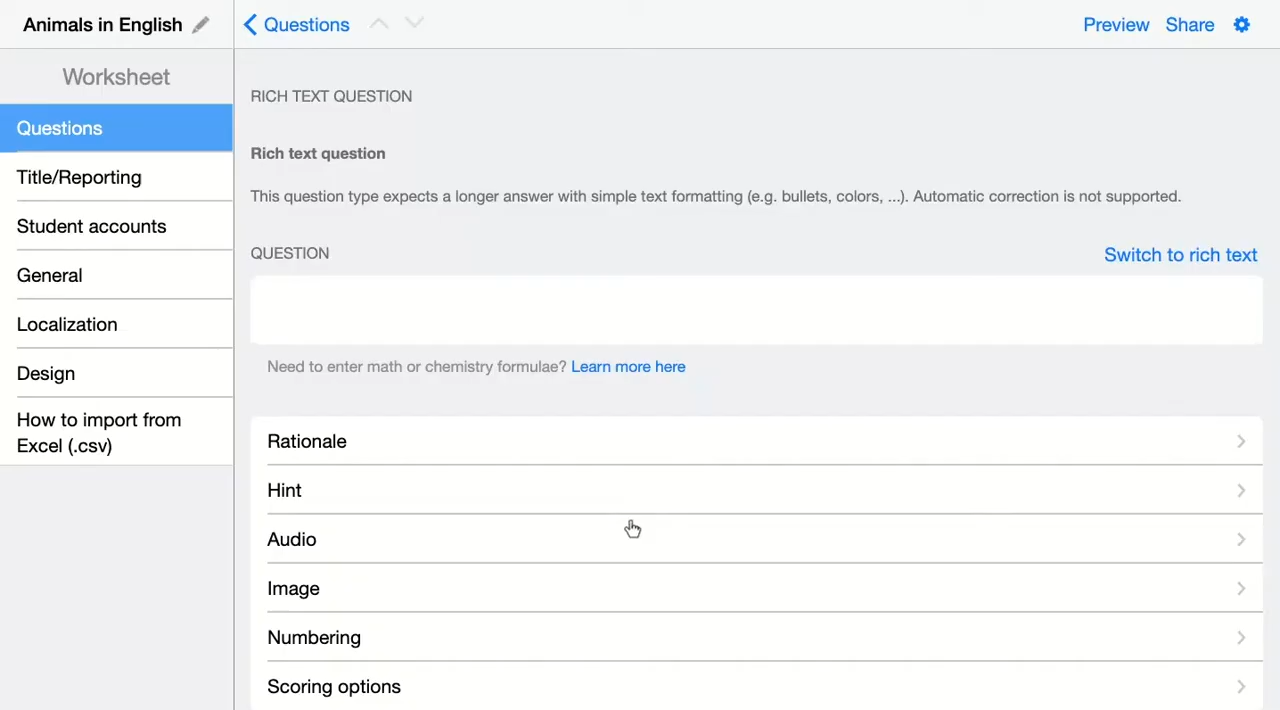 Animals in English
Questions
Preview
Share
Worksheet
Questions
Title/Reporting
Student accounts
General
Localization
Design
How to import from
Excel (.csv)
RICH TEXT QUESTION
Rich text question
This question type expects a longer answer with simple text formatting (e.g. bullets, colors, ...). Automatic correction is not supported.
QUESTION
Switch to rich text
Need to enter math or chemistry formulae? Learn more here
Rationale
Hint
Audio
Image
Numbering
Scoring options